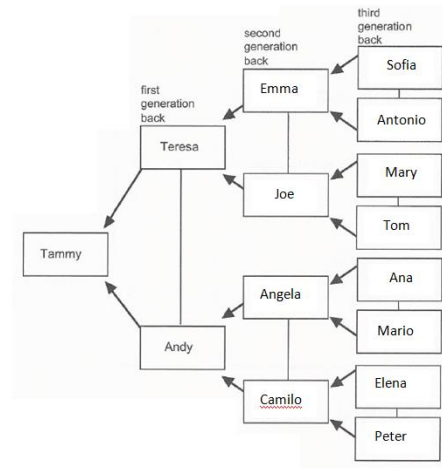 third
generation
back
second
generation
back
Sofia
Emma
Antonio
first
generation
back
Teresa
Mary
Joe
Tom
Tammy
Ana
Angela
Mario
Andy
Elena
Camilo
Peter